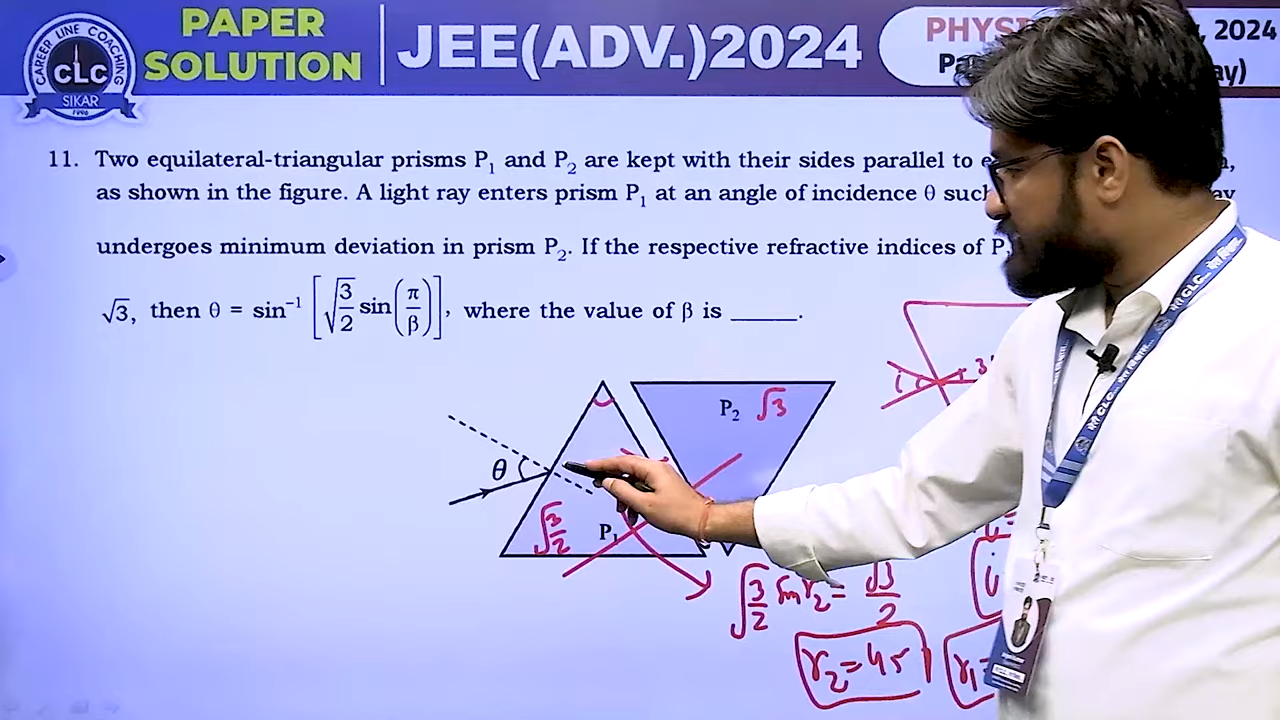 CAREER LINE COACHING
CLC
SIKAR
1996
PAPER
SOLUTION
JEE(ADV.)2024
PHYSI , 2024
Pa ay)
11. Two equilateral-triangular prisms P₁ and P₂ are kept with their sides parallel to e
as shown in the figure. A light ray enters prism P₁ at an angle of incidence θ suc
undergoes minimum deviation in prism P₂. If the respective refractive indices of P
√3, then θ = sin⁻¹ [√(3/2) sin(π/β)], where the value of β is _____.
P₂ √3
θ
√(3/2) P₁
i
√(3/2) sin r₂ = √3/2
r₂ = 45 r₁ =